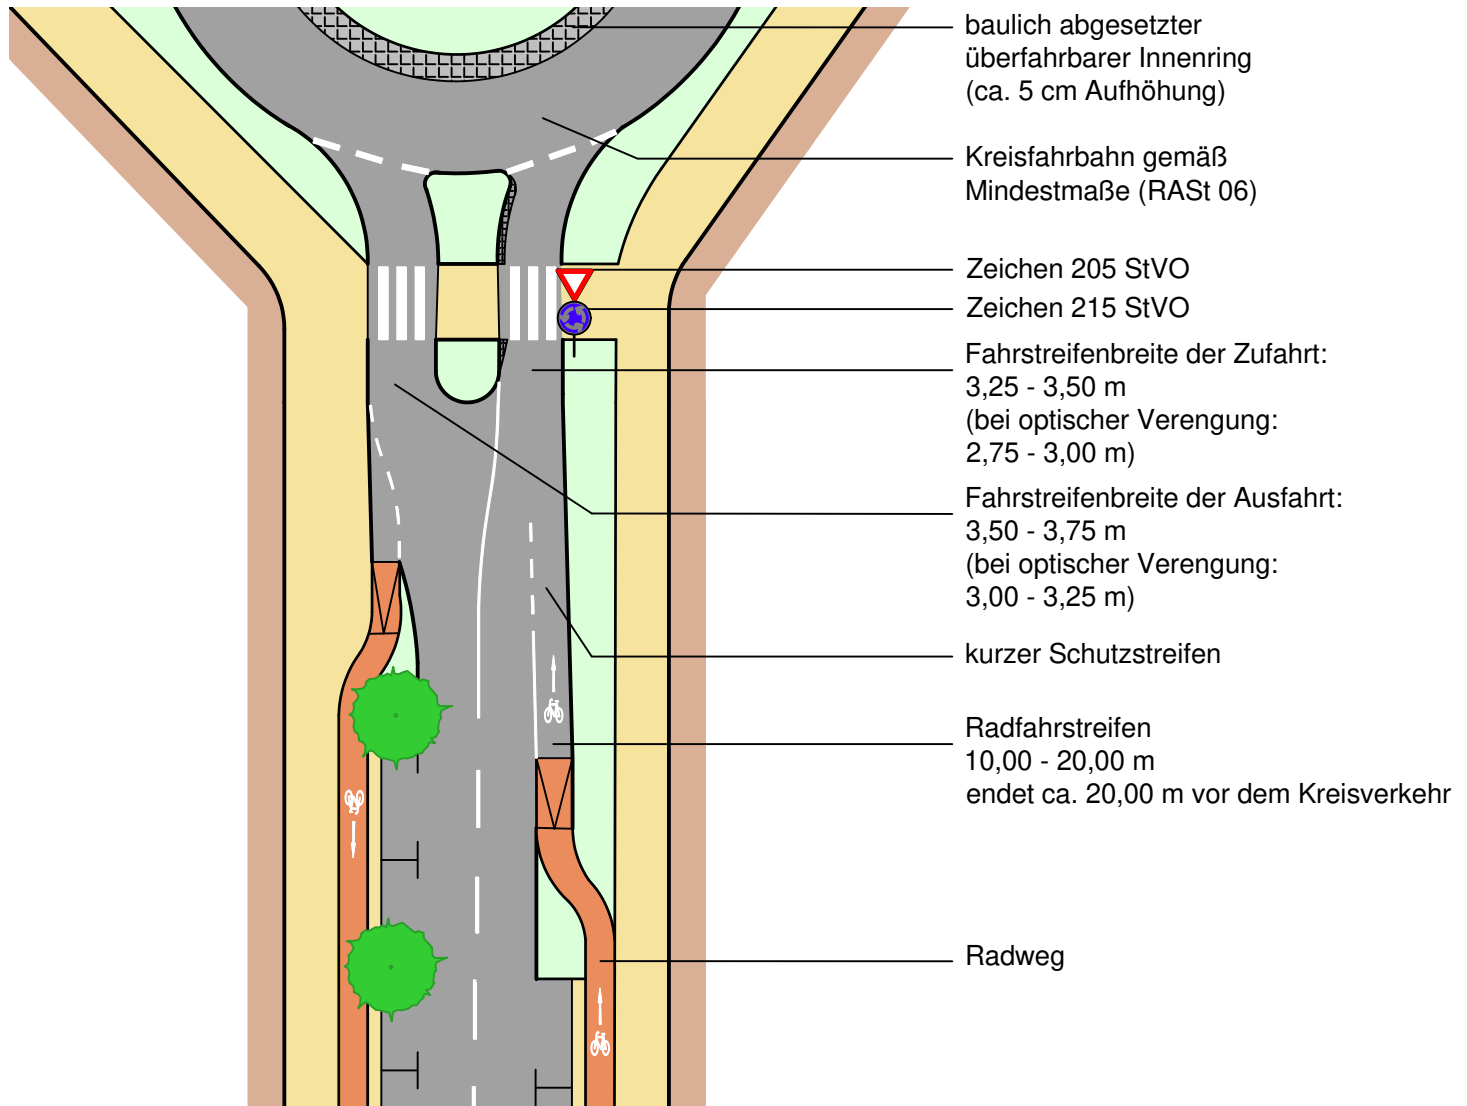 baulich abgesetzter
überfahrbarer Innenring
(ca. 5 cm Aufhöhung)
Kreisfahrbahn gemäß
Mindestmaße (RASt 06)
Zeichen 205 StVO
Zeichen 215 StVO
Fahrstreifenbreite der Zufahrt:
3,25 - 3,50 m
(bei optischer Verengung:
2,75 - 3,00 m)
Fahrstreifenbreite der Ausfahrt:
3,50 - 3,75 m
(bei optischer Verengung:
3,00 - 3,25 m)
kurzer Schutzstreifen
Radfahrstreifen
10,00 - 20,00 m
endet ca. 20,00 m vor dem Kreisverkehr
Radweg